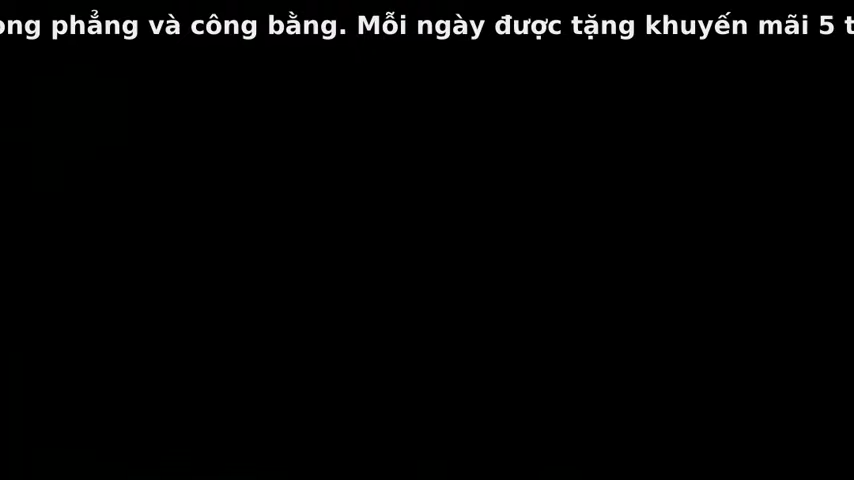 ong phẳng và công bằng. Mỗi ngày được tặng khuyến mãi 5 t